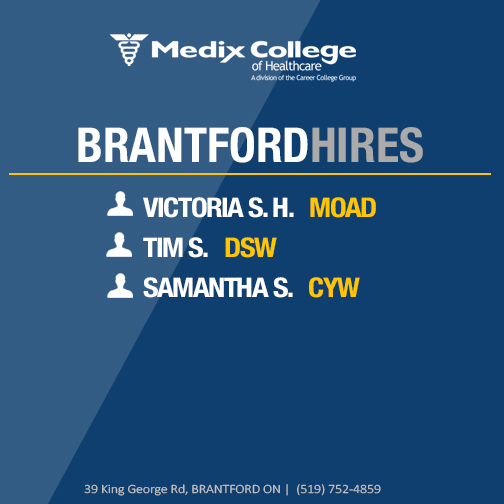 Medix College
of Healthcare
A division of the Career College Group
BRANTFORDHIRES
VICTORIA S. H. MOAD
TIM S. DSW
SAMANTHA S. CYW
39 King George Rd, BRANTFORD ON | (519) 752-4859